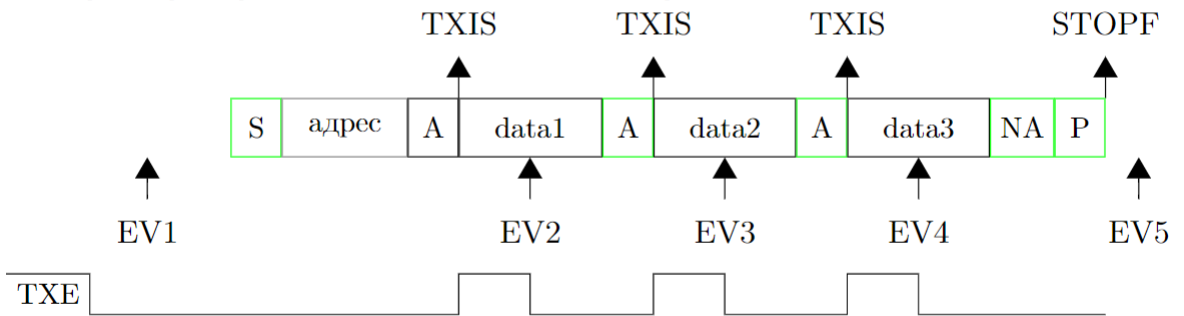 TXIS TXIS TXIS STOPF
S адрес A data1 A data2 A data3 NA P
EV1 EV2 EV3 EV4 EV5
TXE